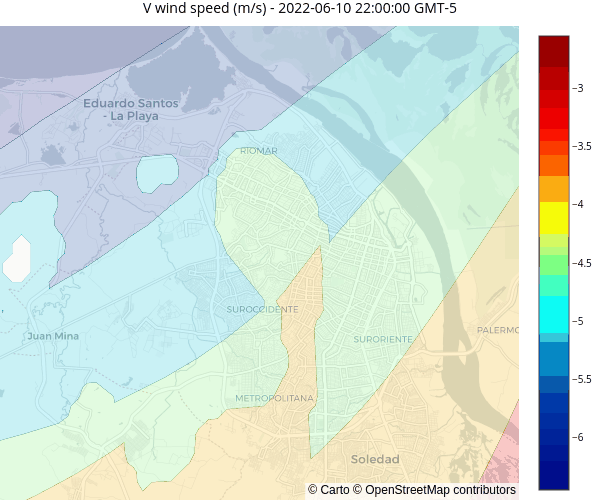 V wind speed (m/s) - 2022-06-10 22:00:00 GMT-5
Eduardo Santos
- La Playa
RIOMAR
SUROCCIDENTE
Juan Mina
SURORIENTE
PALERMO
METROPOLITANA
Soledad
© Carto © OpenStreetMap contributors
−3
−3.5
−4
−4.5
−5
−5.5
−6